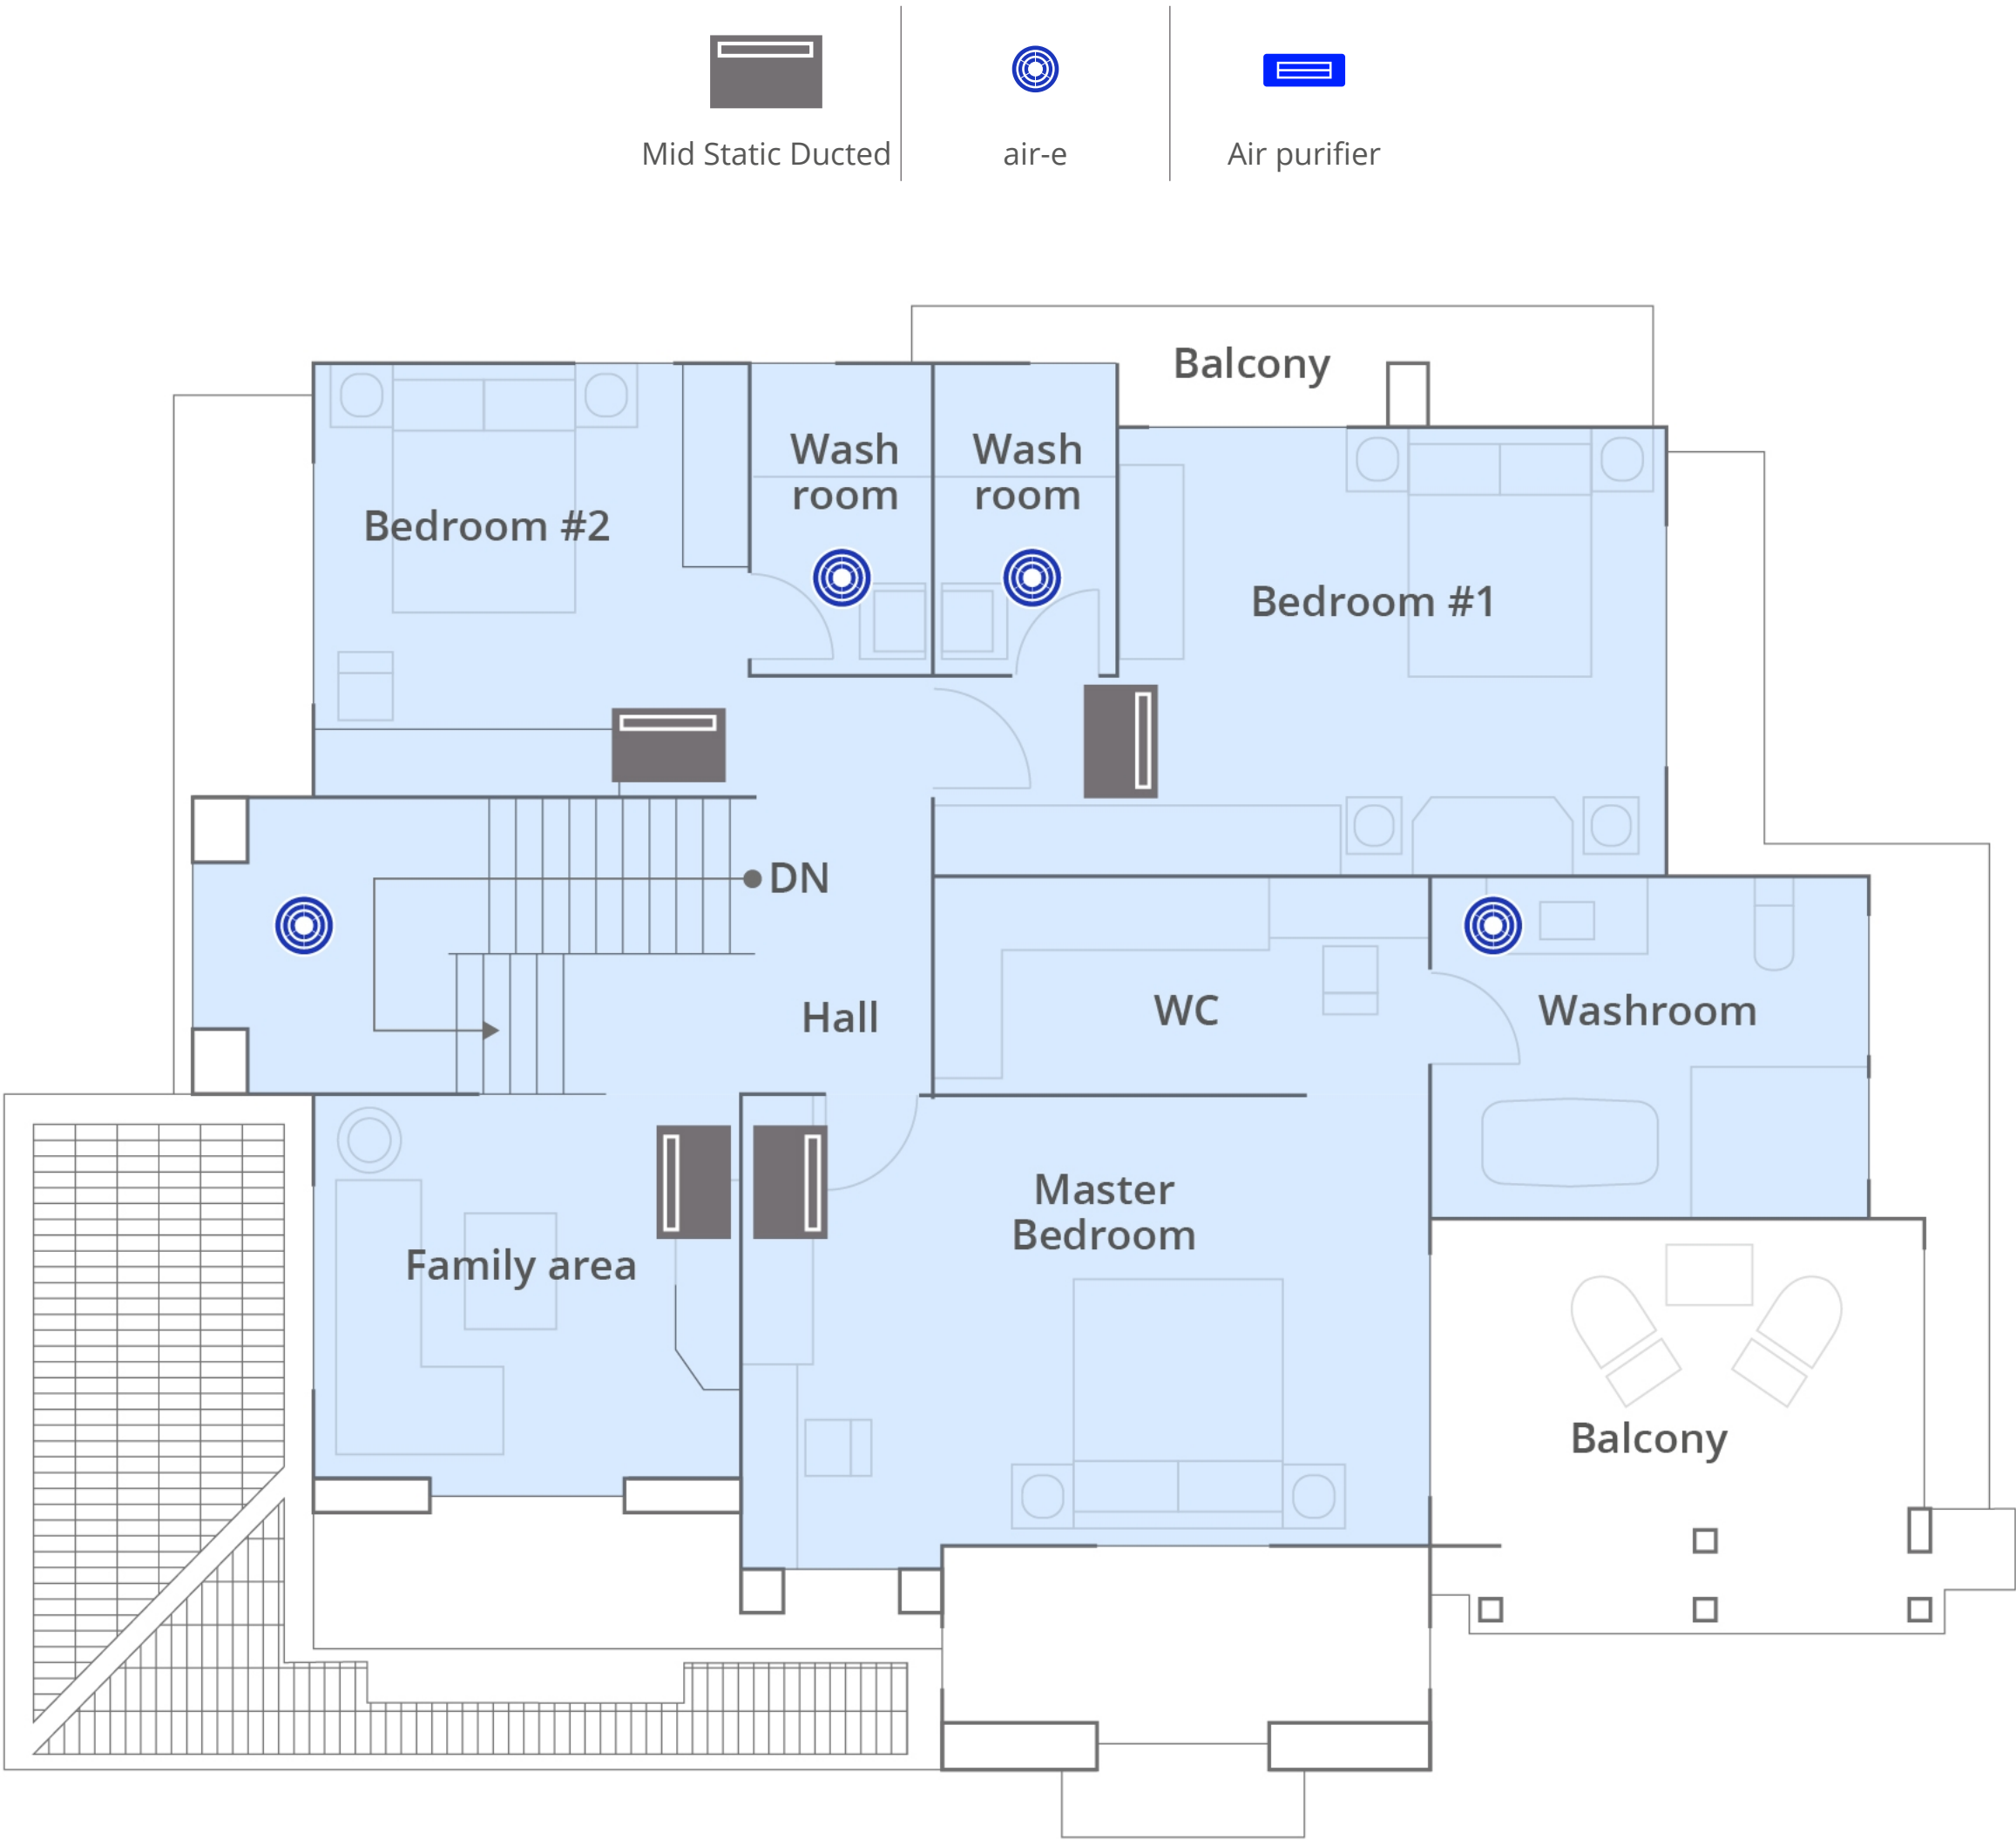 Mid Static Ducted
air-e
Air purifier
Balcony
Wash
room
Wash
room
Bedroom #2
Bedroom #1
DN
Hall
WC
Washroom
Master
Bedroom
Family area
Balcony